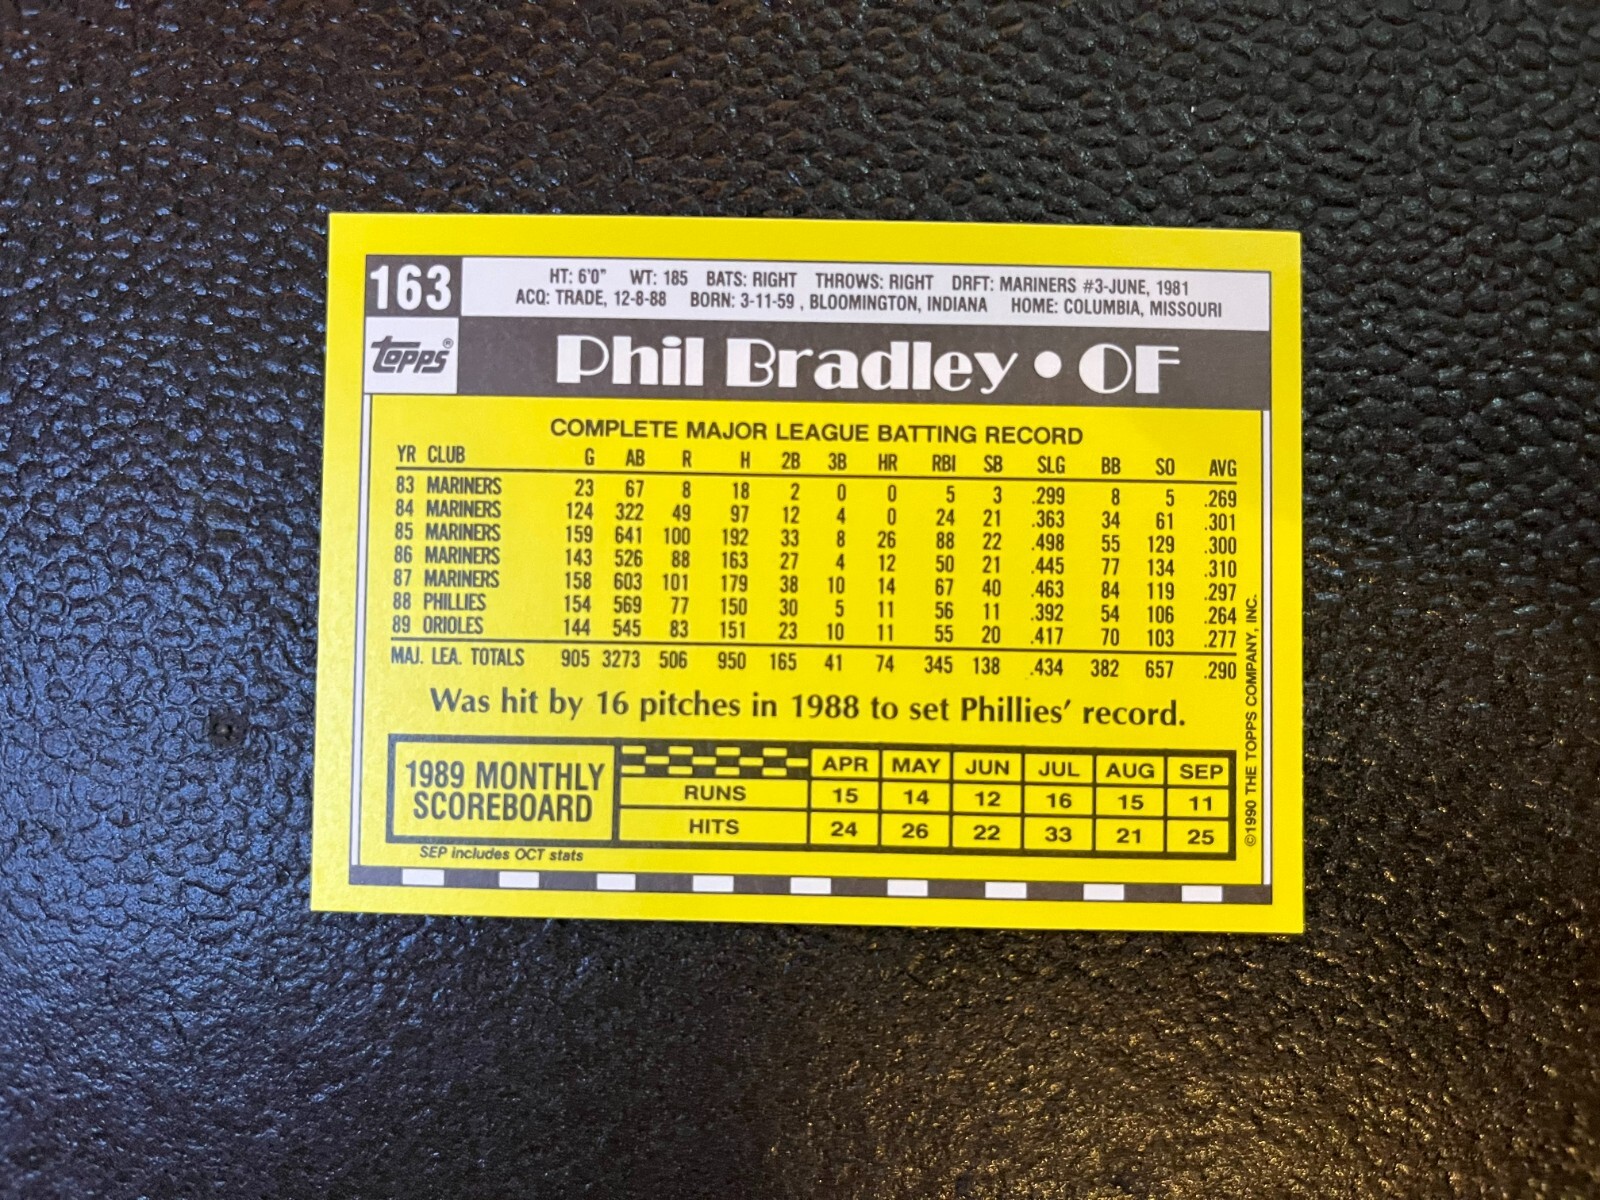 163
HT: 6'0" WT: 185 BATS: RIGHT THROWS: RIGHT DRFT: MARINERS #3-JUNE, 1981
ACQ: TRADE, 12-8-88 BORN: 3-11-59 , BLOOMINGTON, INDIANA HOME: COLUMBIA, MISSOURI
topps®
Phil Bradley • OF
COMPLETE MAJOR LEAGUE BATTING RECORD
YR CLUB G AB R H 2B 3B HR RBI SB SLG BB SO AVG
83 MARINERS 23 67 8 18 2 0 0 5 3 .299 8 5 .269
84 MARINERS 124 322 49 97 12 4 0 24 21 .363 34 61 .301
85 MARINERS 159 641 100 192 33 8 26 88 22 .498 55 129 .300
86 MARINERS 143 526 88 163 27 4 12 50 21 .445 77 134 .310
87 MARINERS 158 603 101 179 38 10 14 67 40 .463 84 119 .297
88 PHILLIES 154 569 77 150 30 5 11 56 11 .392 54 106 .264
89 ORIOLES 144 545 83 151 23 10 11 55 20 .417 70 103 .277
MAJ. LEA. TOTALS 905 3273 506 950 165 41 74 345 138 .434 382 657 .290
Was hit by 16 pitches in 1988 to set Phillies' record.
1989 MONTHLY
SCOREBOARD
APR MAY JUN JUL AUG SEP
RUNS 15 14 12 16 15 11
HITS 24 26 22 33 21 25
SEP includes OCT stats
©1990 THE TOPPS COMPANY, INC.